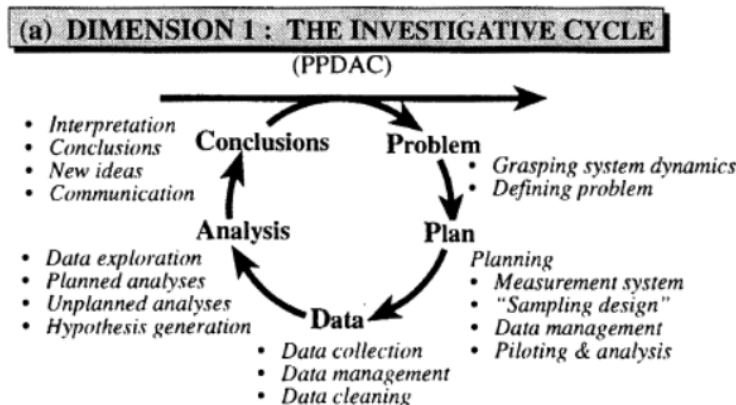 (a) DIMENSION 1 : THE INVESTIGATIVE CYCLE
(PPDAC)
• Interpretation
• Conclusions
• New ideas
• Communication
Conclusions
Problem
• Grasping system dynamics
• Defining problem
Analysis
Plan
• Data exploration
• Planned analyses
• Unplanned analyses
• Hypothesis generation
Planning
• Measurement system
• “Sampling design”
• Data management
• Piloting & analysis
Data
• Data collection
• Data management
• Data cleaning